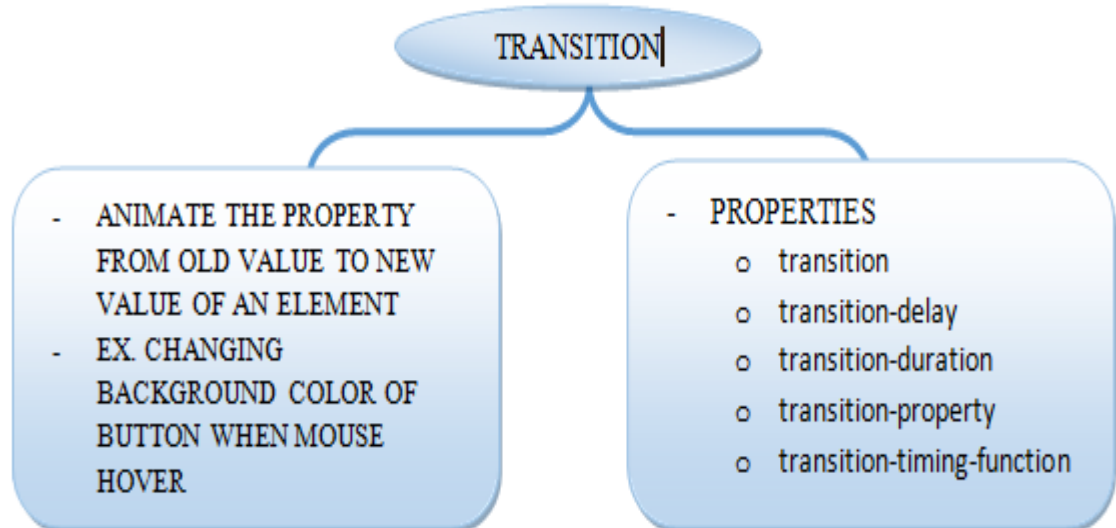 TRANSITION
- ANIMATE THE PROPERTY
FROM OLD VALUE TO NEW
VALUE OF AN ELEMENT
- EX. CHANGING
BACKGROUND COLOR OF
BUTTON WHEN MOUSE
HOVER
- PROPERTIES
o transition
o transition-delay
o transition-duration
o transition-property
o transition-timing-function